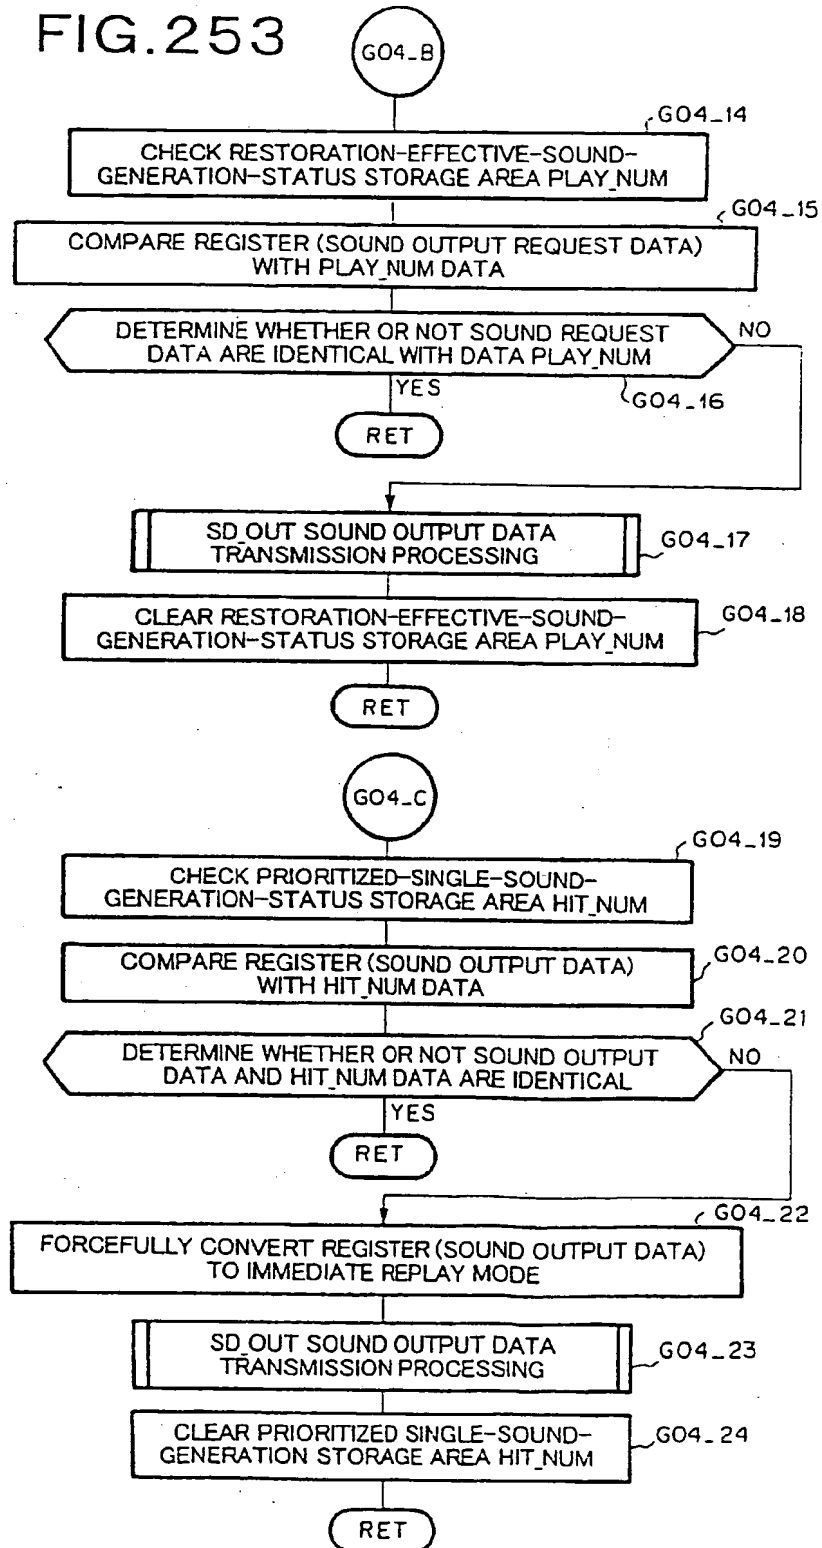 FIG.253
G04_B
G04_14
CHECK RESTORATION-EFFECTIVE-SOUND-
GENERATION-STATUS STORAGE AREA PLAY_NUM
G04_15
COMPARE REGISTER (SOUND OUTPUT REQUEST DATA)
WITH PLAY_NUM DATA
DETERMINE WHETHER OR NOT SOUND REQUEST
DATA ARE IDENTICAL WITH DATA PLAY_NUM
NO
YES
G04_16
RET
SD_OUT SOUND OUTPUT DATA
TRANSMISSION PROCESSING
G04_17
CLEAR RESTORATION-EFFECTIVE-SOUND-
GENERATION-STATUS STORAGE AREA PLAY_NUM
G04_18
RET
G04_C
G04_19
CHECK PRIORITIZED-SINGLE-SOUND-
GENERATION-STATUS STORAGE AREA HIT_NUM
COMPARE REGISTER (SOUND OUTPUT DATA)
WITH HIT_NUM DATA
G04_20
G04_21
DETERMINE WHETHER OR NOT SOUND OUTPUT
DATA AND HIT_NUM DATA ARE IDENTICAL
NO
YES
RET
G04_22
FORCEFULLY CONVERT REGISTER (SOUND OUTPUT DATA)
TO IMMEDIATE REPLAY MODE
SD_OUT SOUND OUTPUT DATA
TRANSMISSION PROCESSING
G04_23
CLEAR PRIORITIZED SINGLE-SOUND-
GENERATION STORAGE AREA HIT_NUM
G04_24
RET